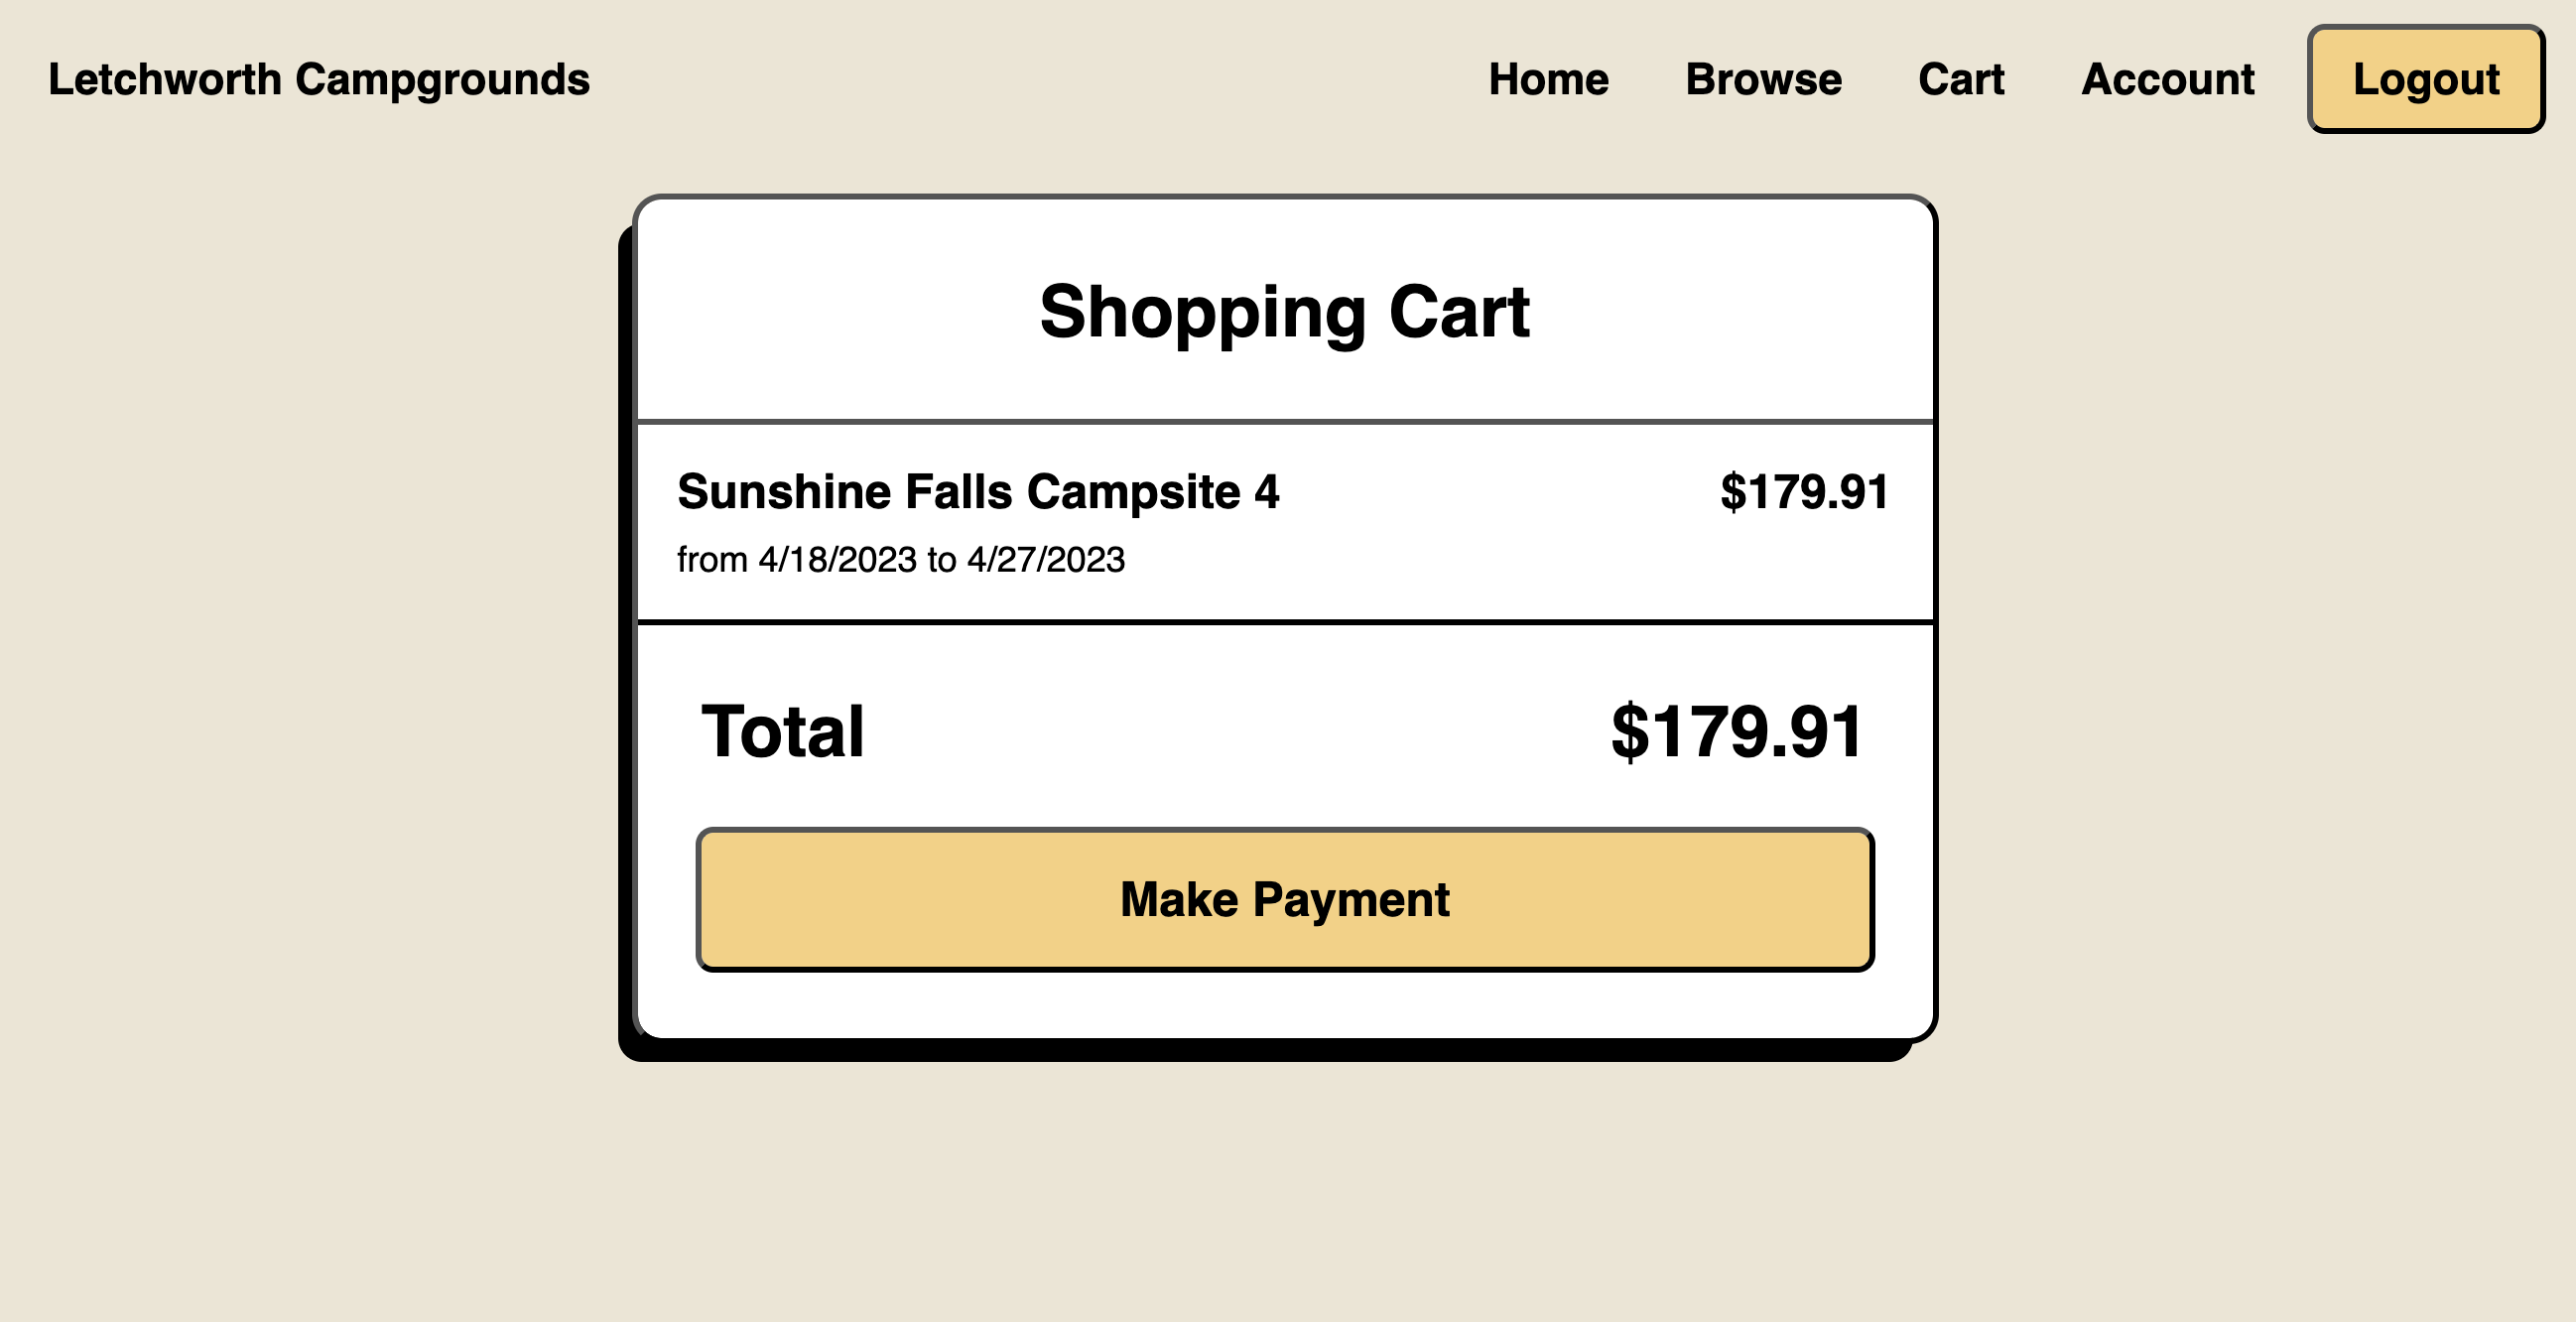 Letchworth Campgrounds Home Browse Cart Account Logout
Shopping Cart
Sunshine Falls Campsite 4 $179.91
from 4/18/2023 to 4/27/2023
Total $179.91
Make Payment